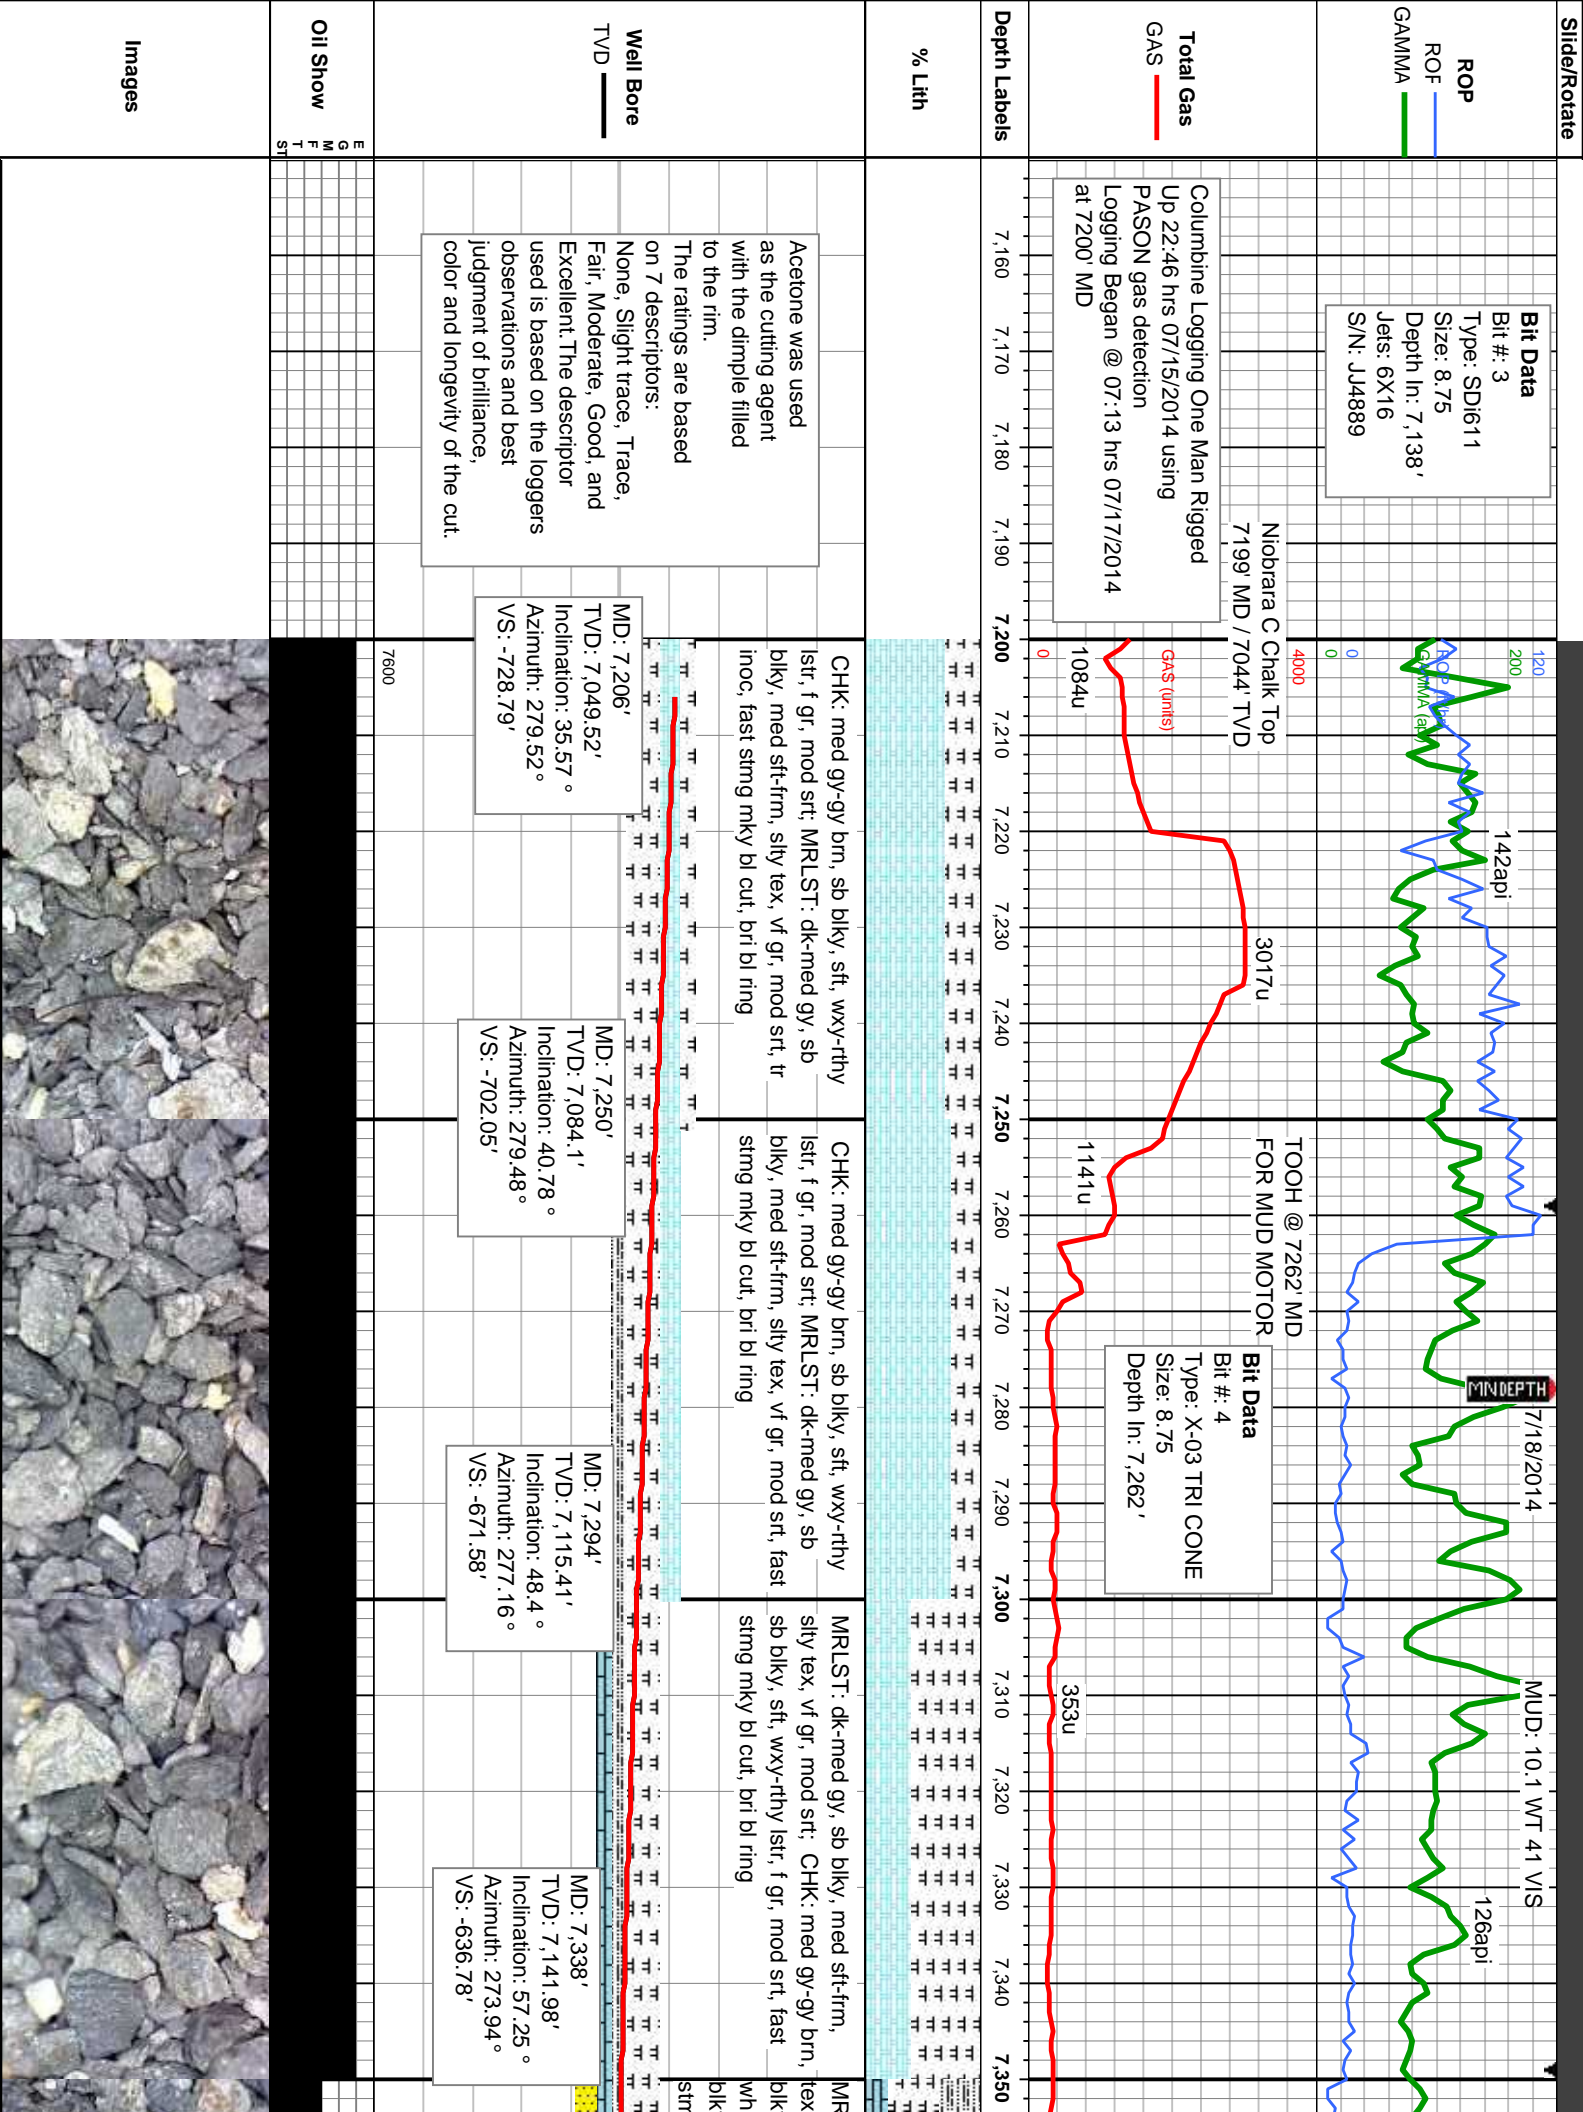 Slide/Rotate
ROP
ROP
GAMMA
Total Gas
GAS
Depth Labels
% Lith
Well Bore
TVD
Oil Show
E
G
M
F
T
ST
Images
Bit Data
Bit #: 3
Type: SDi611
Size: 8.75
Depth In: 7,138'
Jets: 6X16
S/N: JJ4889
120
200
0
0
GAMMA (api)
142api
7/18/2014
MN DEPTH
MUD: 10.1 WT 41 VIS
126api
Niobrara C Chalk Top
7199' MD / 7044' TVD
Columbine Logging One Man Rigged
Up 22:46 hrs 07/15/2014 using
PASON gas detection
Logging Began @ 07:13 hrs 07/17/2014
at 7200' MD
4000
GAS (units)
0
1084u
3017u
1141u
353u
TOOH @ 7262' MD
FOR MUD MOTOR
Bit Data
Bit #: 4
Type: X-03 TRI CONE
Size: 8.75
Depth In: 7,262'
7,160
7,170
7,180
7,190
7,200
7,210
7,220
7,230
7,240
7,250
7,260
7,270
7,280
7,290
7,300
7,310
7,320
7,330
7,340
7,350
Acetone was used
as the cutting agent
with the dimple filled
to the rim.
The ratings are based
on 7 descriptors:
None, Slight trace, Trace,
Fair, Moderate, Good, and
Excellent.The descriptor
used is based on the loggers
observations and best
judgment of brilliance,
color and longevity of the cut.
CHK: med gy-gy brn, sb blky, sft, wxy-rthy
lstr, f gr, mod srt; MRLST: dk-med gy, sb
blky, med sft-frm, slty tex, vf gr, mod srt, tr
inoc, fast stmg mky bl cut, bri bl ring
CHK: med gy-gy brn, sb blky, sft, wxy-rthy
lstr, f gr, mod srt; MRLST: dk-med gy, sb
blky, med sft-frm, slty tex, vf gr, mod srt, fast
stmg mky bl cut, bri bl ring
MRLST: dk-med gy, sb blky, med sft-frm,
slty tex, vf gr, mod srt; CHK: med gy-gy brn,
sb blky, sft, wxy-rthy lstr, f gr, mod srt, fast
stmg mky bl cut, bri bl ring
MR
tex
blk
wh
blk
stm
7600
MD: 7,206'
TVD: 7,049.52'
Inclination: 35.57 °
Azimuth: 279.52°
VS: -728.79'
MD: 7,250'
TVD: 7,084.1'
Inclination: 40.78 °
Azimuth: 279.48°
VS: -702.05'
MD: 7,294'
TVD: 7,115.41'
Inclination: 48.4 °
Azimuth: 277.16°
VS: -671.58'
MD: 7,338'
TVD: 7,141.98'
Inclination: 57.25 °
Azimuth: 273.94°
VS: -636.78'